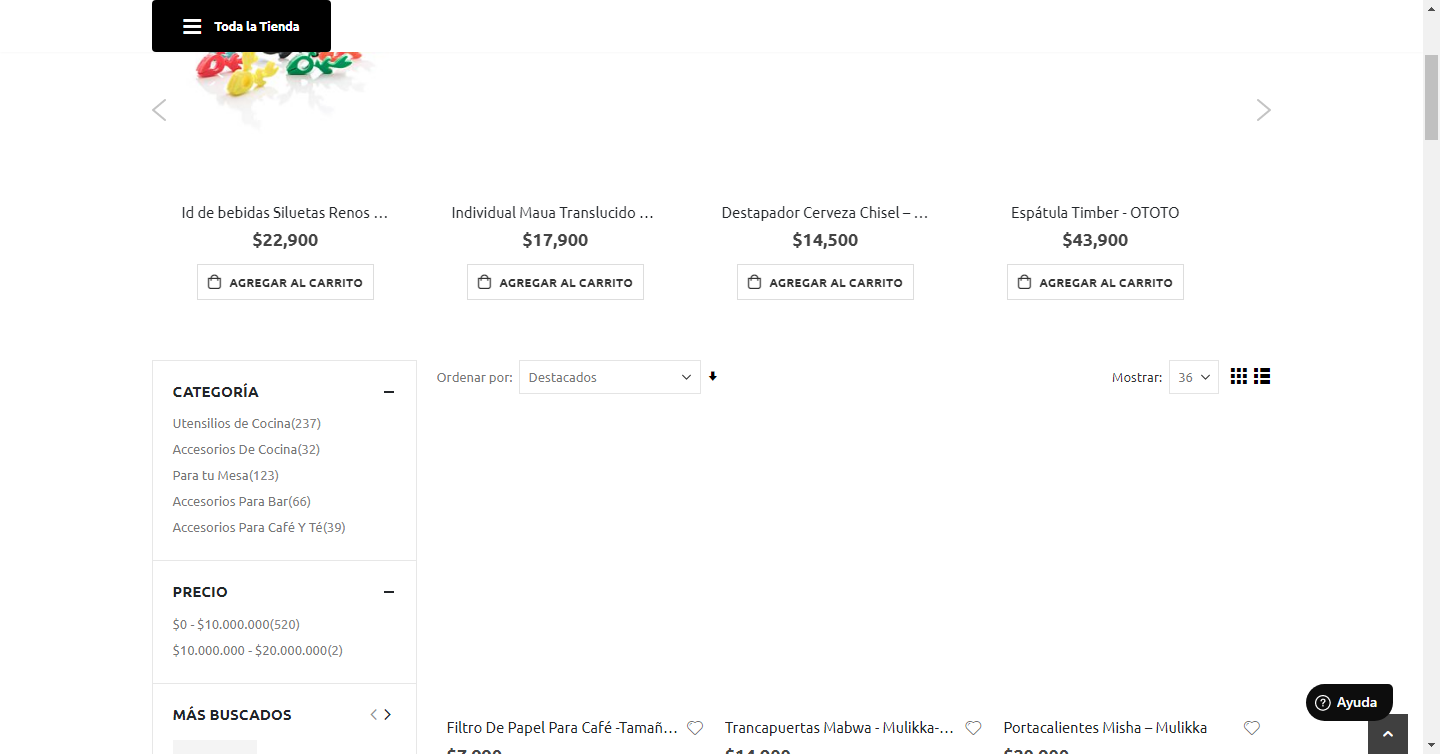 Toda la Tienda
Id de bebidas Siluetas Renos ...
Individual Maua Translucido ...
Destapador Cerveza Chisel – ...
Espátula Timber - OTOTO
$22,900
$17,900
$14,500
$43,900
AGREGAR AL CARRITO
AGREGAR AL CARRITO
AGREGAR AL CARRITO
AGREGAR AL CARRITO
Ordenar por: Destacados
Mostrar: 36
CATEGORÍA
Utensilios de Cocina(237)
Accesorios De Cocina(32)
Para tu Mesa(123)
Accesorios Para Bar(66)
Accesorios Para Café Y Té(39)
PRECIO
$0 - $10.000.000(520)
$10.000.000 - $20.000.000(2)
MÁS BUSCADOS
Filtro De Papel Para Café -Tamañ...
Trancapuertas Mabwa - Mulikka-...
Portacalientes Misha – Mulikka
Ayuda